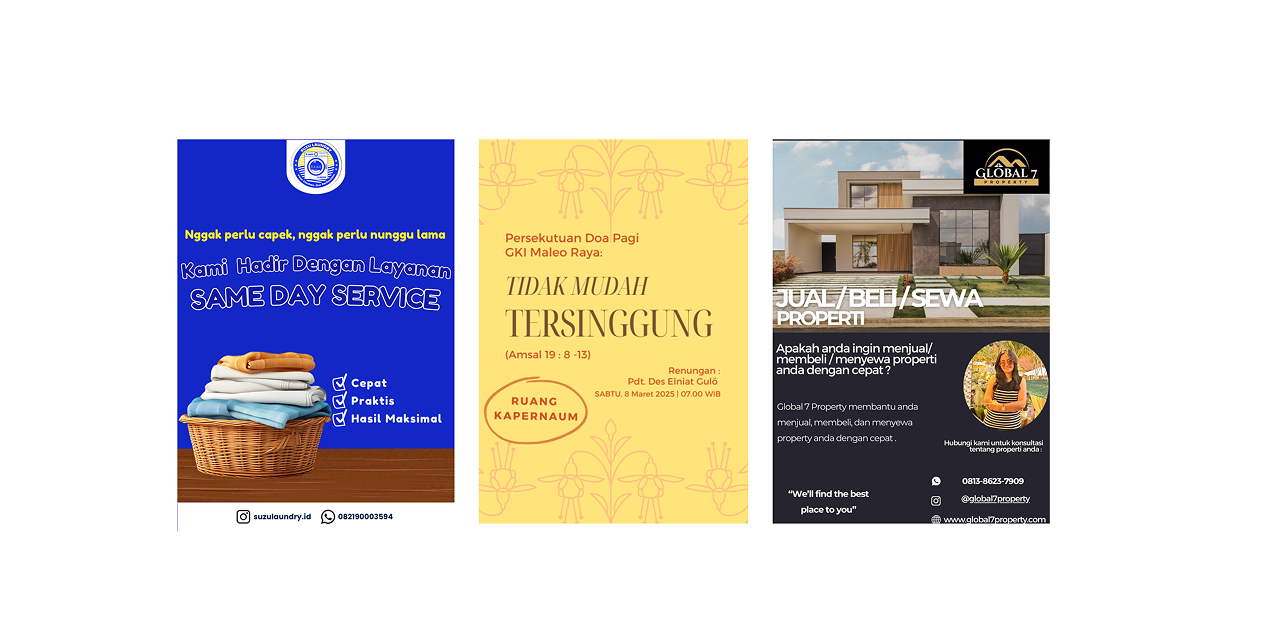 SUZU LAUNDRY
Nggak perlu capek, nggak perlu nunggu lama
Kami Hadir Dengan Layanan
SAME DAY SERVICE
Cepat
Praktis
Hasil Maksimal
suzulaundry.id
082190003594
Persekutuan Doa Pagi
GKI Maleo Raya:
TIDAK MUDAH
TERSINGGUNG
(Amsal 19 : 8 -13)
Renungan :
Pdt. Des Elniat Gulö
SABTU, 8 Maret 2025 | 07.00 WIB
RUANG
KAPERNAUM
GLOBAL 7
PROPERTY
JUAL / BELI / SEWA
PROPERTI
Apakah anda ingin menjual/
membeli / menyewa properti
anda dengan cepat ?
Global 7 Property membantu anda
menjual, membeli, dan menyewa
property anda dengan cepat .
Hubungi kami untuk konsultasi
tentang properti anda :
“We’ll find the best
place to you”
0813-8623-7909
@global7property
www.global7property.com